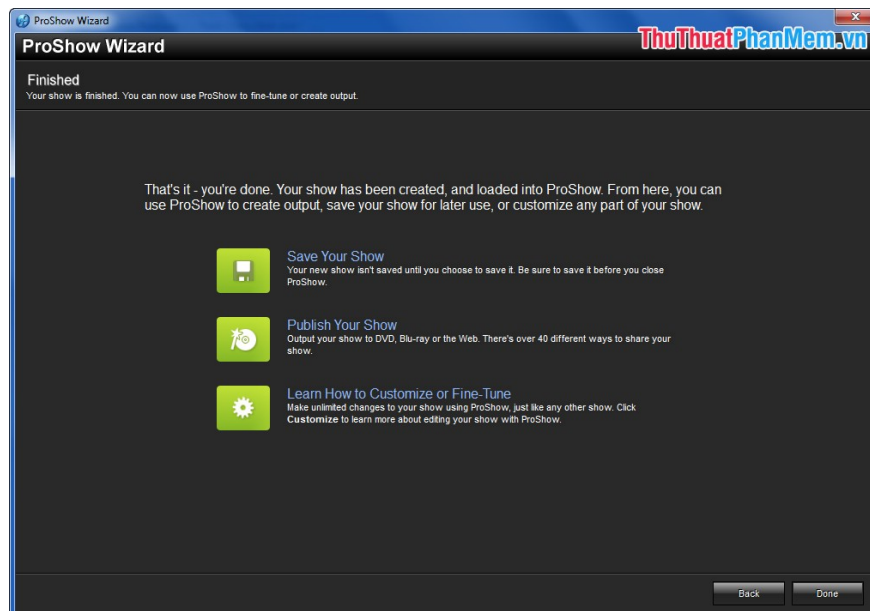 ProShow Wizard
ThuThuatPhanMem.vn
ProShow Wizard
Finished
Your show is finished. You can now use ProShow to fine-tune or create output.
That's it - you're done. Your show has been created, and loaded into ProShow. From here, you can
use ProShow to create output, save your show for later use, or customize any part of your show.
Save Your Show
Your new show isn't saved until you choose to save it. Be sure to save it before you close
ProShow.
Publish Your Show
Output your show to DVD, Blu-ray or the Web. There's over 40 different ways to share your
show.
Learn How to Customize or Fine-Tune
Make unlimited changes to your show using ProShow, just like any other show. Click
Customize to learn more about editing your show with ProShow.
Back Done